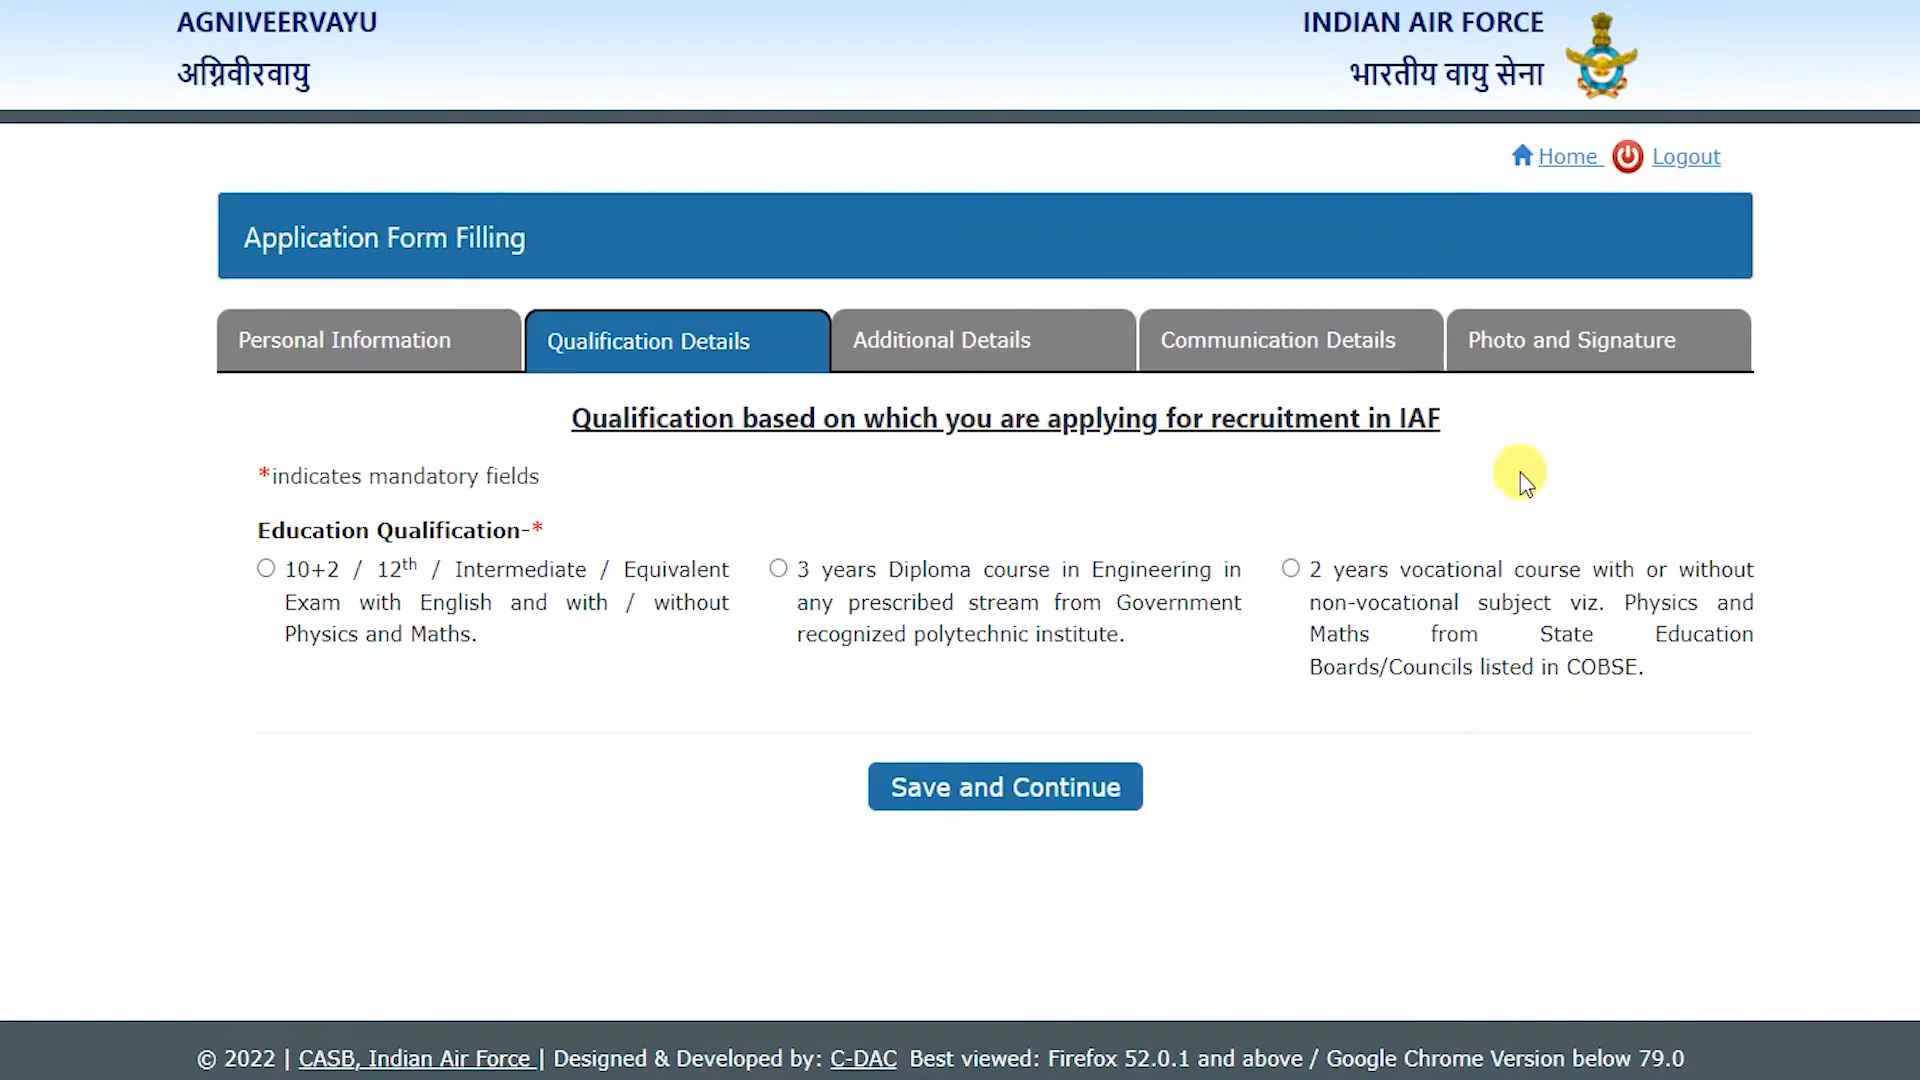 AGNIVEERVAYU
अग्निवीरवायु
INDIAN AIR FORCE
भारतीय वायु सेना
Home Logout
Application Form Filling
Personal Information
Qualification Details
Additional Details
Communication Details
Photo and Signature
Qualification based on which you are applying for recruitment in IAF
*indicates mandatory fields
Education Qualification-*
10+2 / 12th / Intermediate / Equivalent
Exam with English and with / without
Physics and Maths.
3 years Diploma course in Engineering in
any prescribed stream from Government
recognized polytechnic institute.
2 years vocational course with or without
non-vocational subject viz. Physics and
Maths from State Education
Boards/Councils listed in COBSE.
Save and Continue
© 2022 | CASB, Indian Air Force | Designed & Developed by: C-DAC Best viewed: Firefox 52.0.1 and above / Google Chrome Version below 79.0